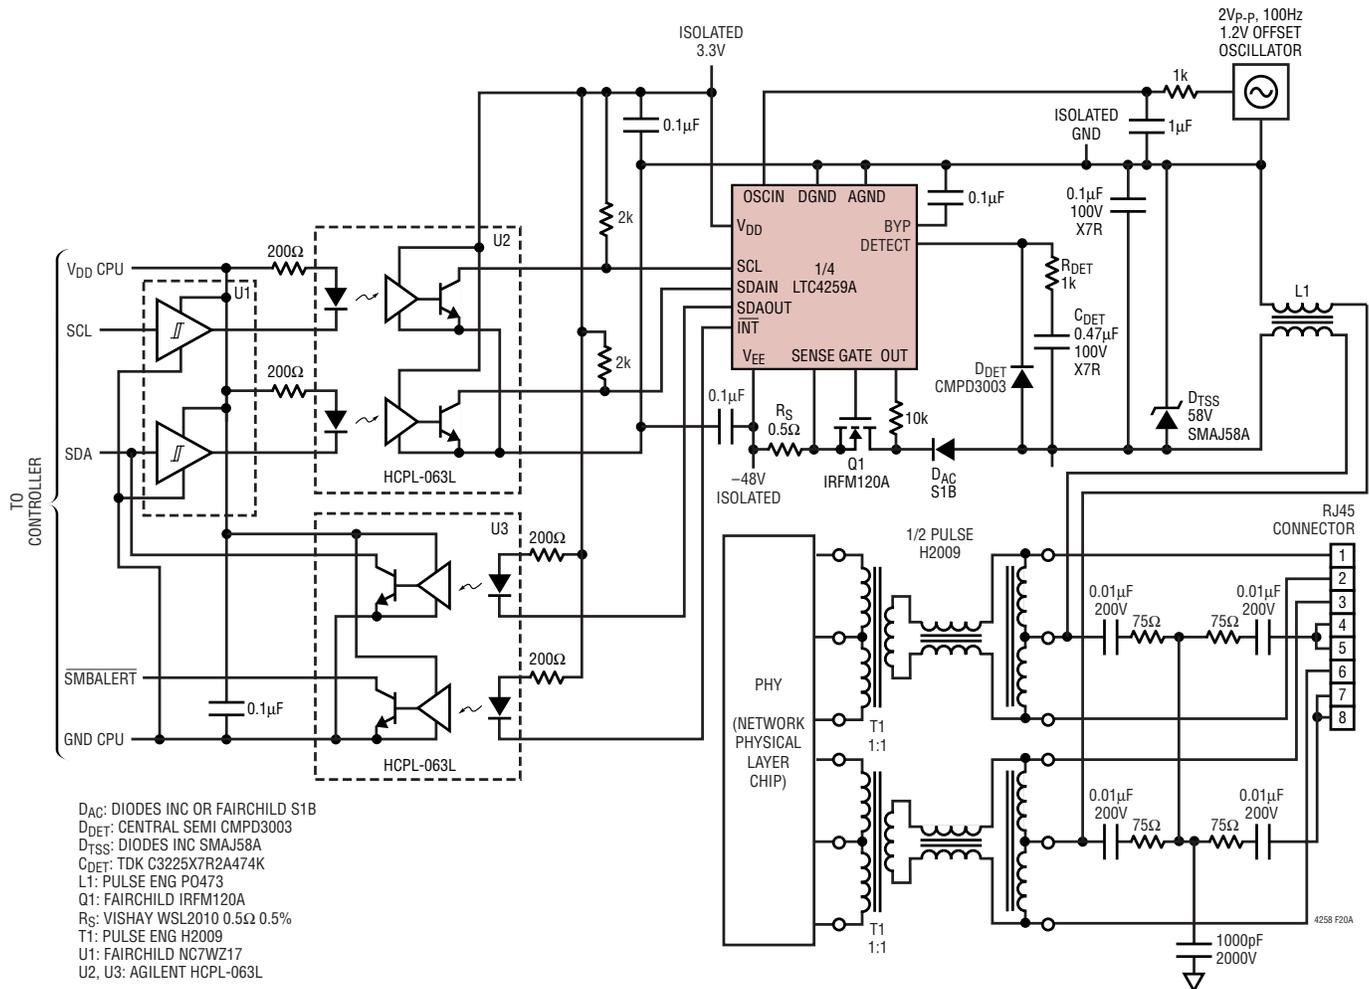 2VP-P, 100Hz
1.2V OFFSET
OSCILLATOR
ISOLATED
3.3V
1k
ISOLATED
GND
1µF
0.1µF
2k
OSCIN DGND AGND
VDD
BYP
DETECT
SCL
SDAIN
SDAOUT
INT
1/4
LTC4259A
VEE SENSE GATE OUT
0.1µF
0.1µF
100V
X7R
RDET
1k
CDET
0.47µF
100V
X7R
DDET
CMPD3003
DTSS
58V
SMAJ58A
L1
TO
CONTROLLER
VDD CPU
200Ω
U2
U1
SCL
200Ω
SDA
HCPL-063L
2k
0.1µF
RS
0.5Ω
10k
–48V
ISOLATED
Q1
IRFM120A
DAC
S1B
U3
200Ω
200Ω
SMBALERT
0.1µF
GND CPU
HCPL-063L
PHY
(NETWORK
PHYSICAL
LAYER
CHIP)
1/2 PULSE
H2009
T1
1:1
T1
1:1
RJ45
CONNECTOR
1
2
3
4
5
6
7
8
0.01µF
200V
75Ω
75Ω
0.01µF
200V
0.01µF
200V
75Ω
75Ω
0.01µF
200V
1000pF
2000V
4258 F20A
DAC: DIODES INC OR FAIRCHILD S1B
DDET: CENTRAL SEMI CMPD3003
DTSS: DIODES INC SMAJ58A
CDET: TDK C3225X7R2A474K
L1: PULSE ENG PO473
Q1: FAIRCHILD IRFM120A
RS: VISHAY WSL2010 0.5Ω 0.5%
T1: PULSE ENG H2009
U1: FAIRCHILD NC7WZ17
U2, U3: AGILENT HCPL-063L